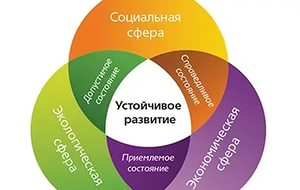 Социальная
сфера
Допустимое
состояние
Справедливое
состояние
Устойчивое
развитие
Экологическая
сфера
Приемлемое
состояние
Экономическая
сфера